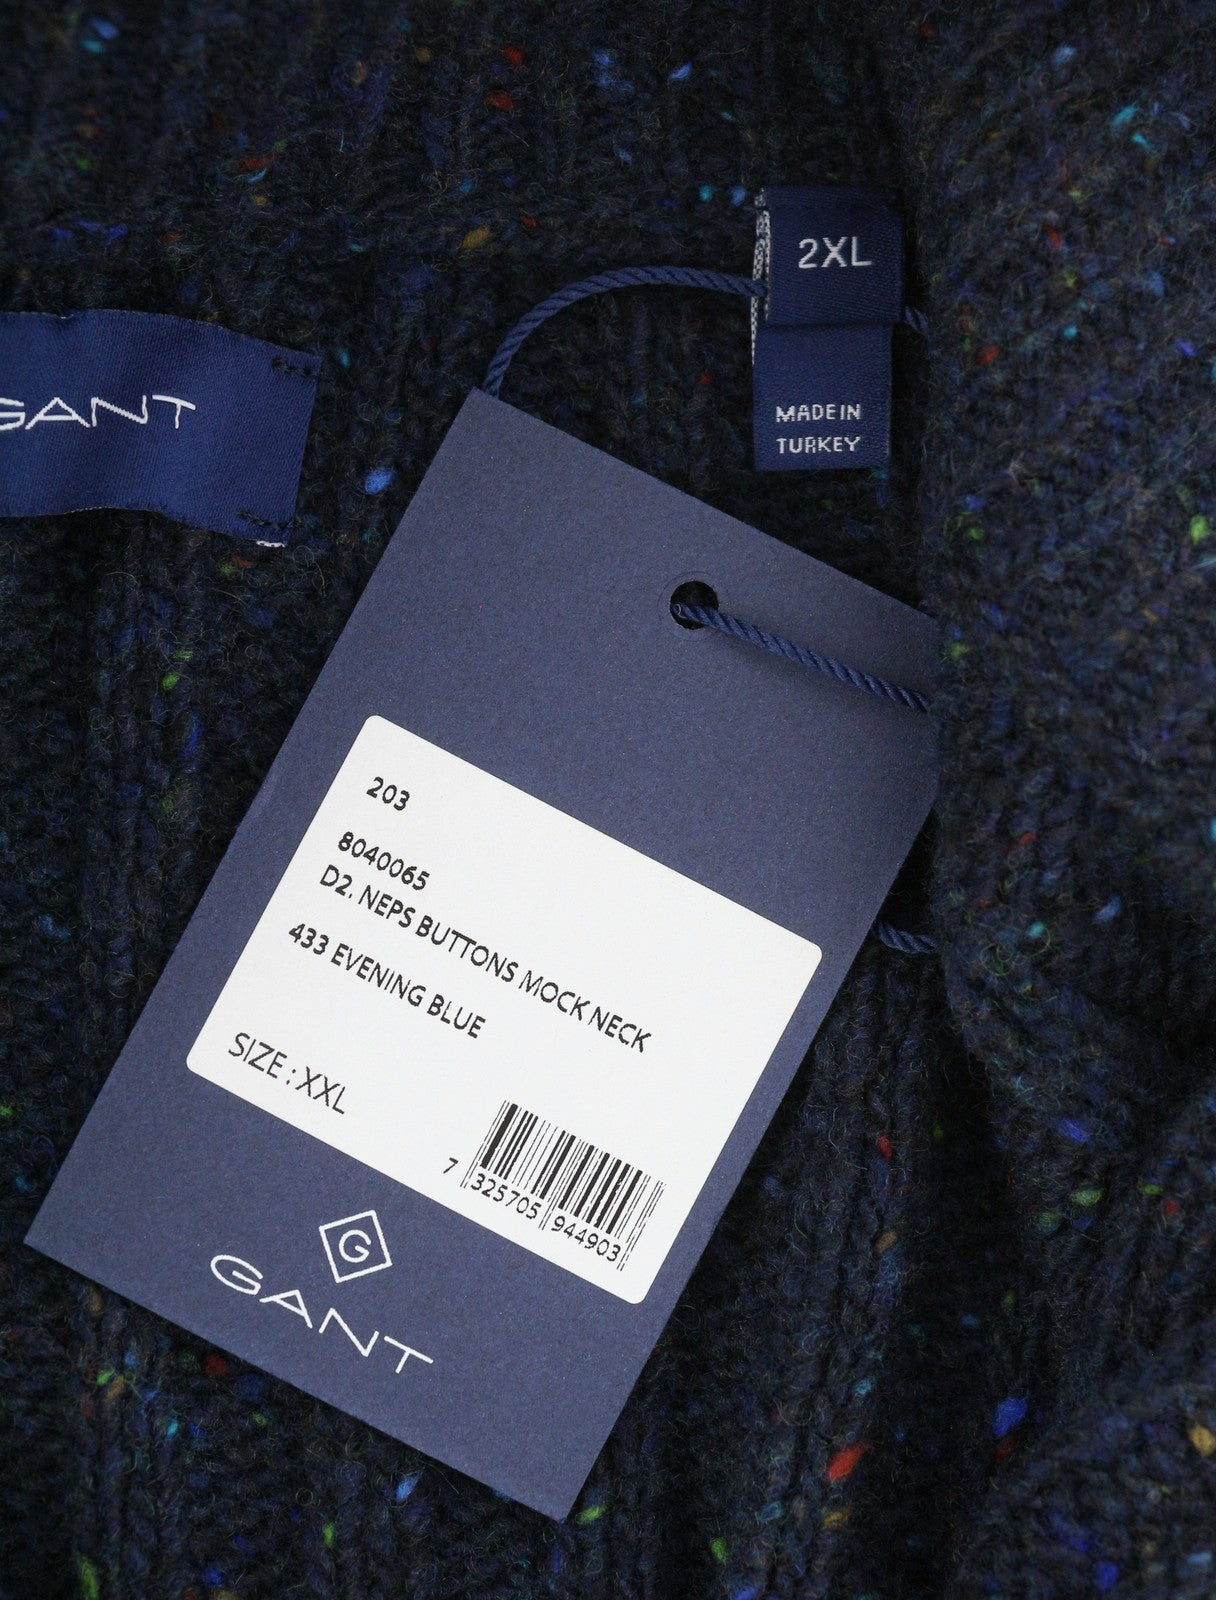 2XL
MADE IN
TURKEY
GANT
203
8040065
D2. NEPS BUTTONS MOCK NECK
433 EVENING BLUE
SIZE : XXL
7 325705 944903
G
GANT